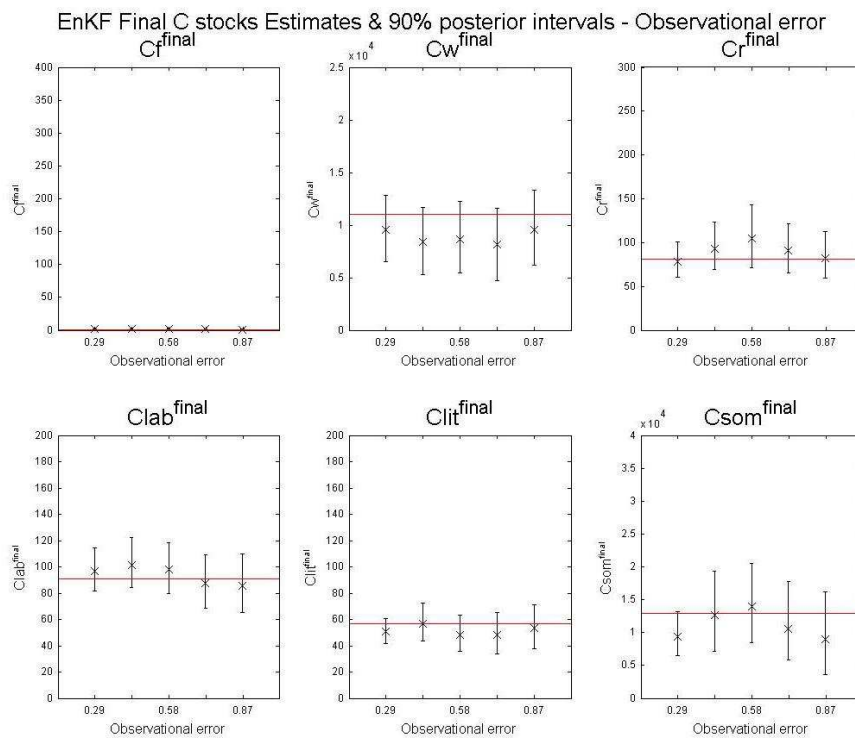 EnKF Final C stocks Estimates & 90% posterior intervals - Observational error
Cf^final
400
350
300
250
200
150
100
50
0
Cf^final
0.29 0.58 0.87
Observational error
Cw^final
x 10^4
2.5
2
1.5
1
0.5
0
Cw^final
0.29 0.58 0.87
Observational error
Cr^final
300
250
200
150
100
50
0
Cr^final
0.29 0.58 0.87
Observational error
Clab^final
200
180
160
140
120
100
80
60
40
20
0
Clab^final
0.29 0.58 0.87
Observational error
Clit^final
200
180
160
140
120
100
80
60
40
20
0
Clit^final
0.29 0.58 0.87
Observational error
Csom^final
x 10^4
4
3.5
3
2.5
2
1.5
1
0.5
0
Csom^final
0.29 0.58 0.87
Observational error